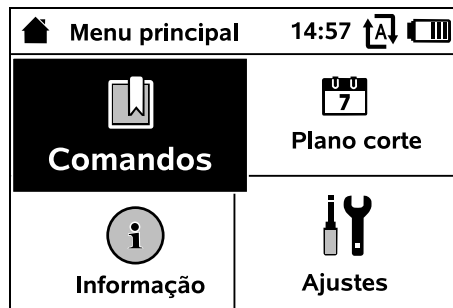 Menu principal 14:57 A
7
Comandos Plano corte
i
Informação Ajustes